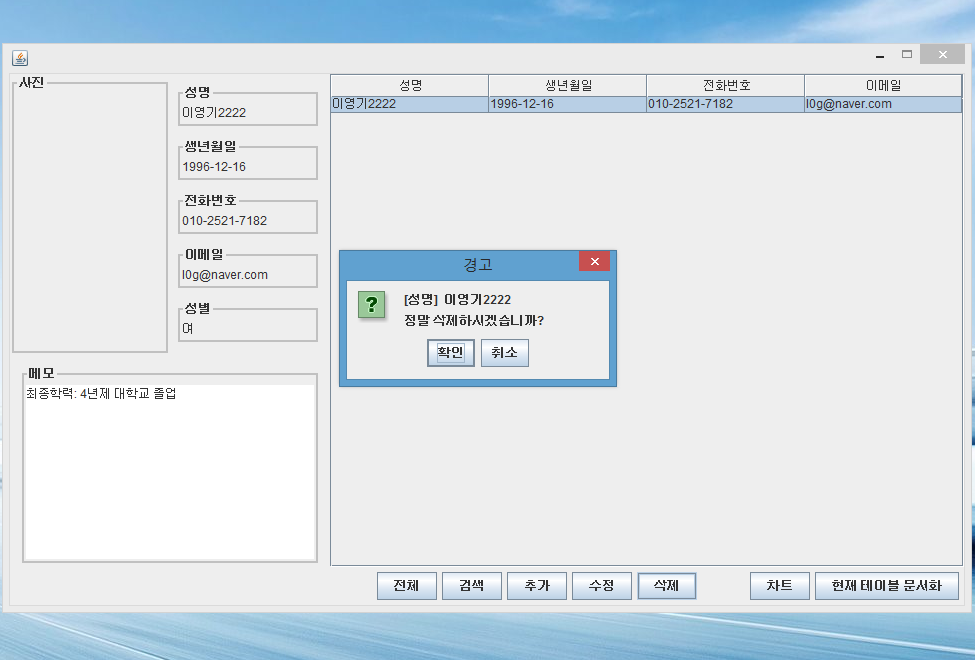 사진
성명
이영기2222
생년월일
1996-12-16
전화번호
010-2521-7182
이메일
l0g@naver.com
성별
여
메모
최종학력: 4년제 대학교 졸업
성명 생년월일 전화번호 이메일
이영기2222 1996-12-16 010-2521-7182 l0g@naver.com
경고
[성명] 이영기2222
정말 삭제하시겠습니까?
확인 취소
전체 검색 추가 수정 삭제 차트 현재 테이블 문서화